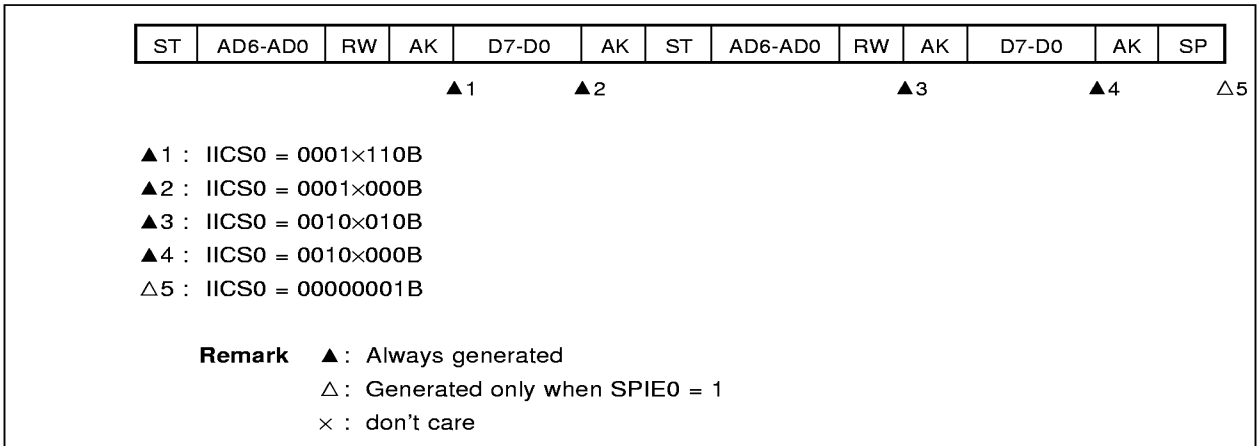 ST AD6-AD0 RW AK D7-D0 AK ST AD6-AD0 RW AK D7-D0 AK SP
▲1 ▲2 ▲3 ▲4 △5
▲1 : IICS0 = 0001×110B
▲2 : IICS0 = 0001×000B
▲3 : IICS0 = 0010×010B
▲4 : IICS0 = 0010×000B
△5 : IICS0 = 00000001B
Remark ▲ : Always generated
△ : Generated only when SPIE0 = 1
× : don't care